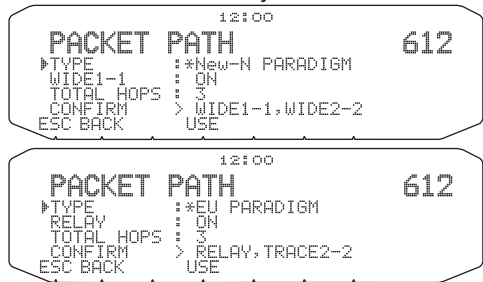 12:00
PACKET PATH 612
▶TYPE :*New-N PARADIGM
WIDE1-1 : ON
TOTAL HOPS : 3
CONFIRM > WIDE1-1,WIDE2-2
ESC BACK USE
12:00
PACKET PATH 612
▶TYPE :*EU PARADIGM
RELAY : ON
TOTAL HOPS : 3
CONFIRM > RELAY,TRACE2-2
ESC BACK USE